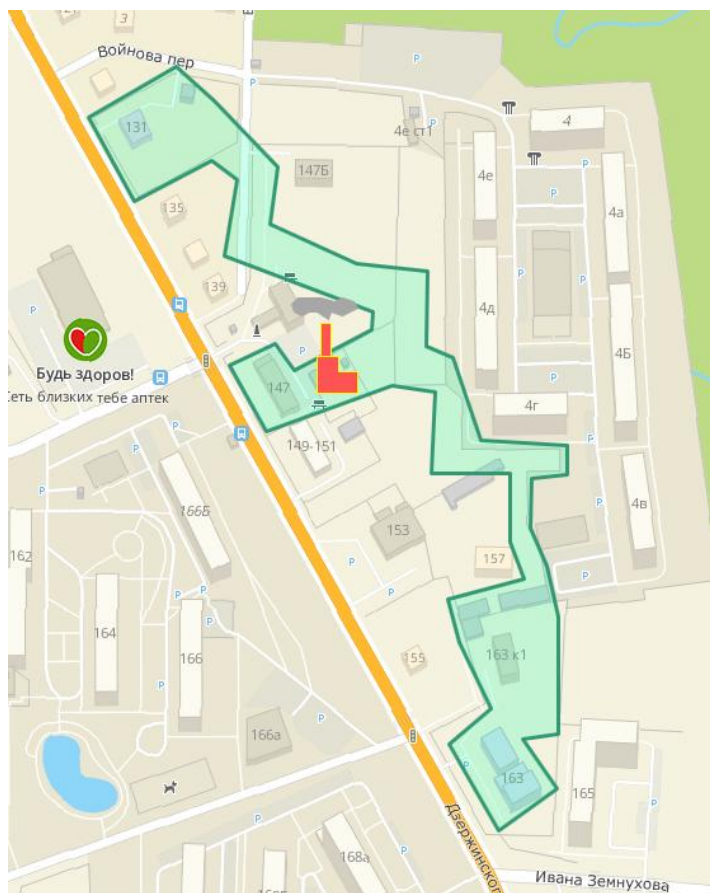 3
Войнова пер
P
P
131
4
4е ст1
P
P
4е
147Б
P
4а
135
139
P
P
P
4д
Будь здоров!
Сеть близких тебе аптек
P
4Б
147
4г
149-151
P
166Б
4в
P
162
153
P
157
P
P
P
P
164
166
155
163 к1
P
166а
P
P
163
165
P
Дзержинского
168а
P
P
Ивана Земнухова